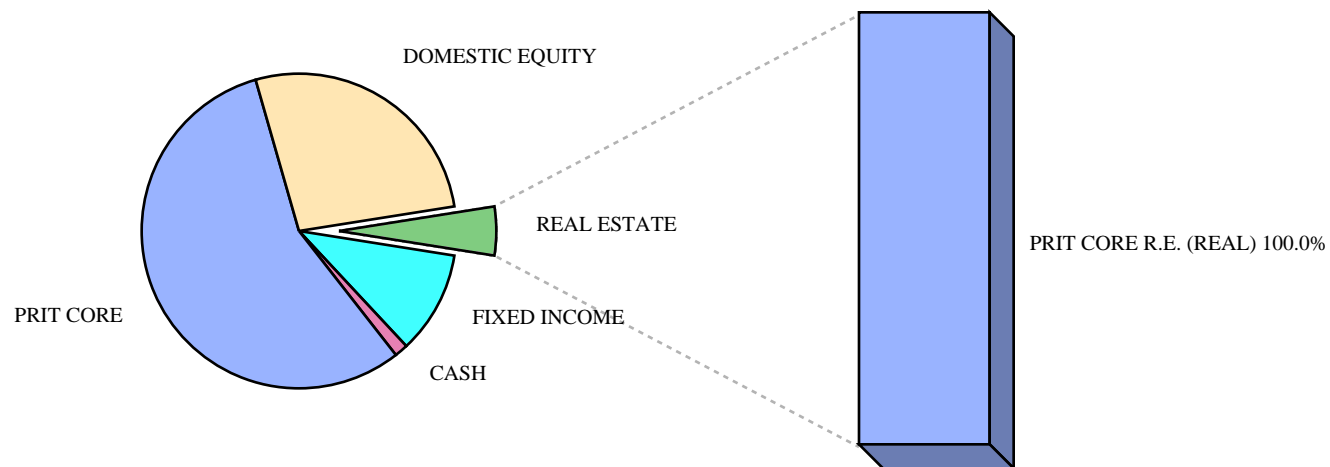 DOMESTIC EQUITY
REAL ESTATE
PRIT CORE R.E. (REAL) 100.0%
PRIT CORE
FIXED INCOME
CASH